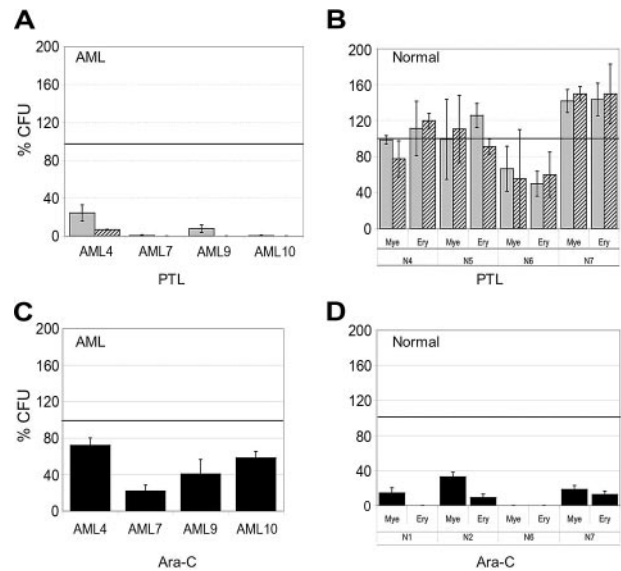 A
AML
% CFU
200
160
120
80
40
0
AML4 AML7 AML9 AML10
PTL
B
Normal
200
160
120
100
80
40
0
Mye Ery Mye Ery Mye Ery Mye Ery
N4 N5 N6 N7
PTL
C
AML
% CFU
200
160
120
80
40
0
AML4 AML7 AML9 AML10
Ara-C
D
Normal
200
160
120
80
40
0
Mye Ery Mye Ery Mye Ery Mye Ery
N1 N2 N6 N7
Ara-C